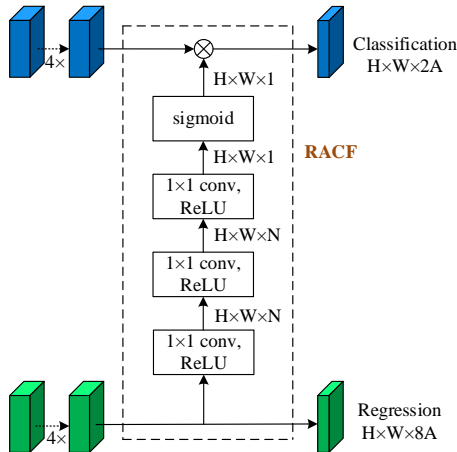 4×
Classification
H×W×2A
H×W×1
sigmoid
H×W×1
RACF
1×1 conv,
ReLU
H×W×N
1×1 conv,
ReLU
H×W×N
1×1 conv,
ReLU
4×
Regression
H×W×8A